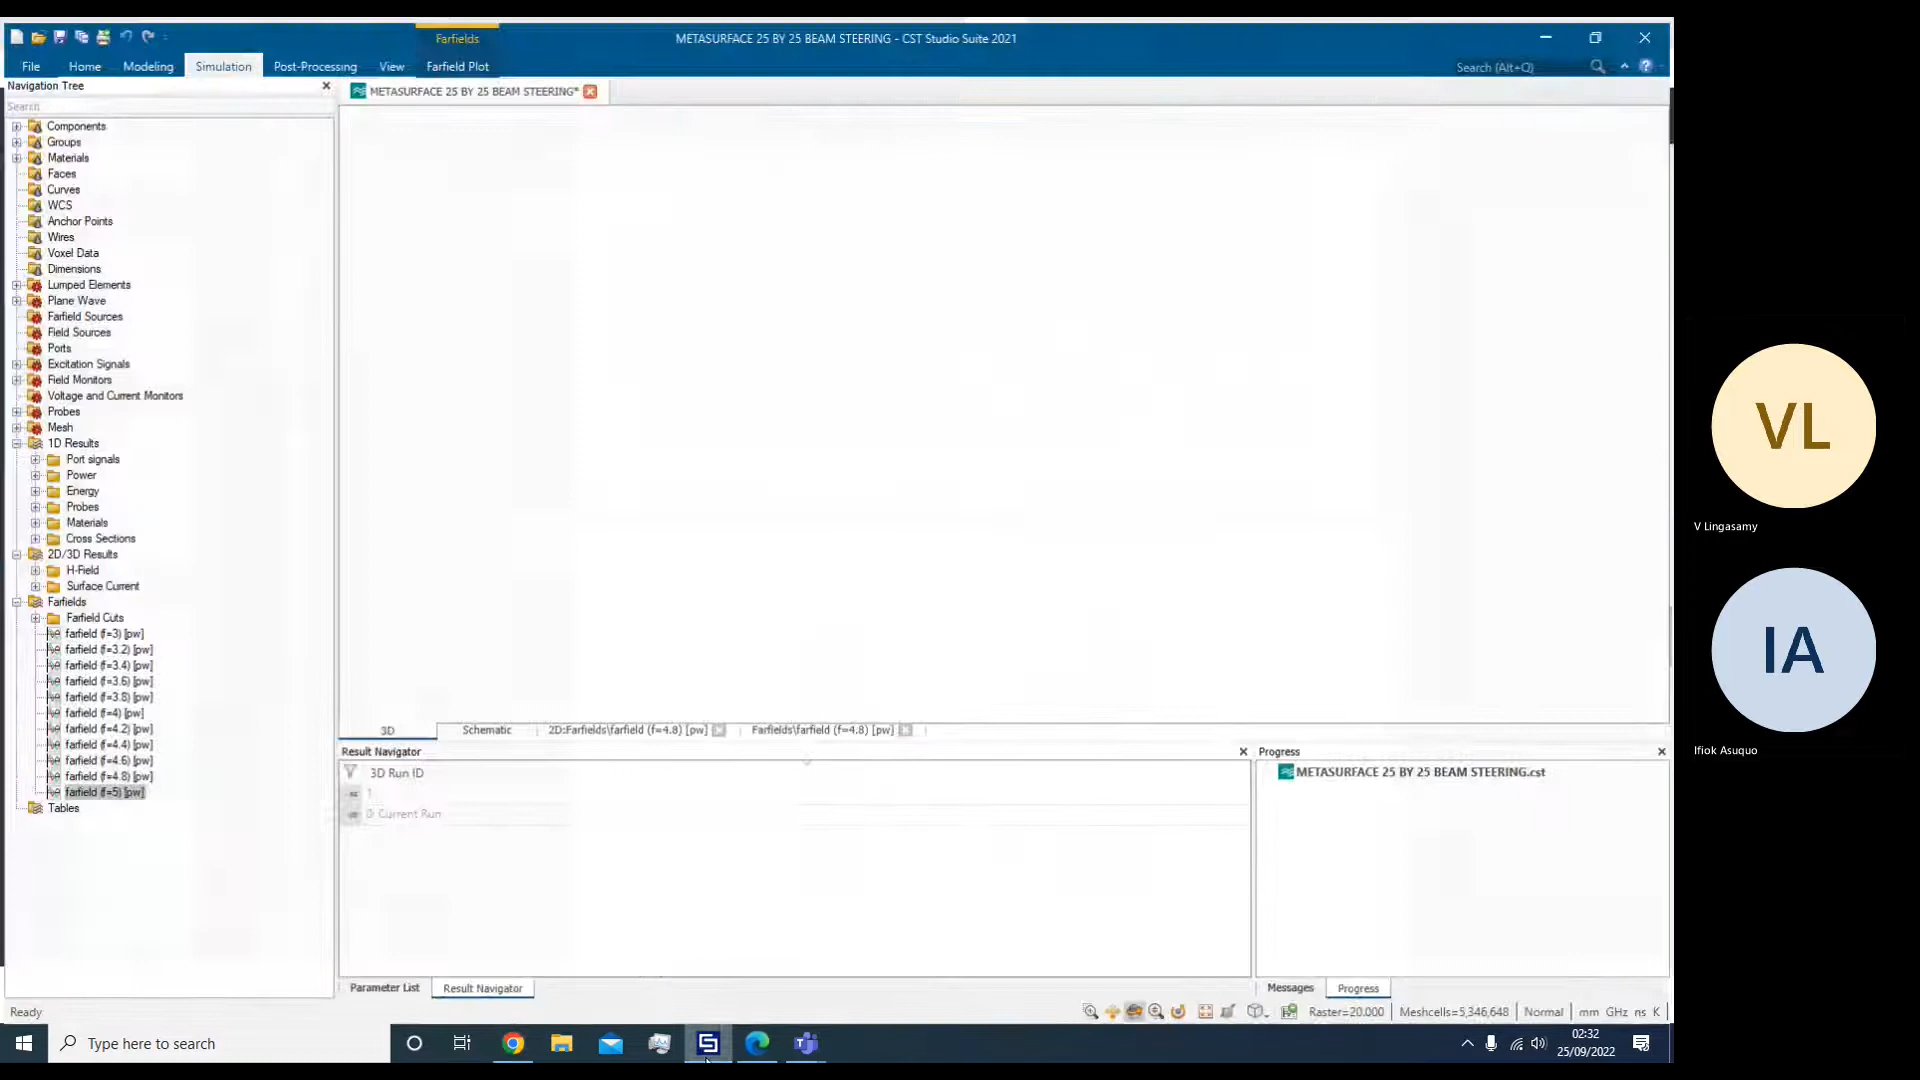 Farfields
METASURFACE 25 BY 25 BEAM STEERING - CST Studio Suite 2021
File
Home
Modeling
Simulation
Post-Processing
View
Farfield Plot
Search (Alt+Q)
Navigation Tree
METASURFACE 25 BY 25 BEAM STEERING*
Search
Components
Groups
Materials
Faces
Curves
WCS
Anchor Points
Wires
Voxel Data
Dimensions
Lumped Elements
Plane Wave
Farfield Sources
Field Sources
Ports
Excitation Signals
Field Monitors
Voltage and Current Monitors
Probes
Mesh
1D Results
Port signals
Power
Energy
Probes
Materials
Cross Sections
2D/3D Results
H-Field
Surface Current
Farfields
Farfield Cuts
farfield (f=3) [pw]
farfield (f=3.2) [pw]
farfield (f=3.4) [pw]
farfield (f=3.6) [pw]
farfield (f=3.8) [pw]
farfield (f=4) [pw]
farfield (f=4.2) [pw]
farfield (f=4.4) [pw]
farfield (f=4.6) [pw]
farfield (f=4.8) [pw]
farfield (f=5) [pw]
Tables
3D
Schematic
2D:Farfields\farfield (f=4.8) [pw]
Farfields\farfield (f=4.8) [pw]
Result Navigator
3D Run ID
1
0: Current Run
Progress
METASURFACE 25 BY 25 BEAM STEERING.cst
Parameter List
Result Navigator
Messages
Progress
Ready
Raster=20.000
Meshcells=5,346,648
Normal
mm GHz ns K
Type here to search
02:32
25/09/2022
VL
V Lingasamy
IA
Ifiok Asuquo